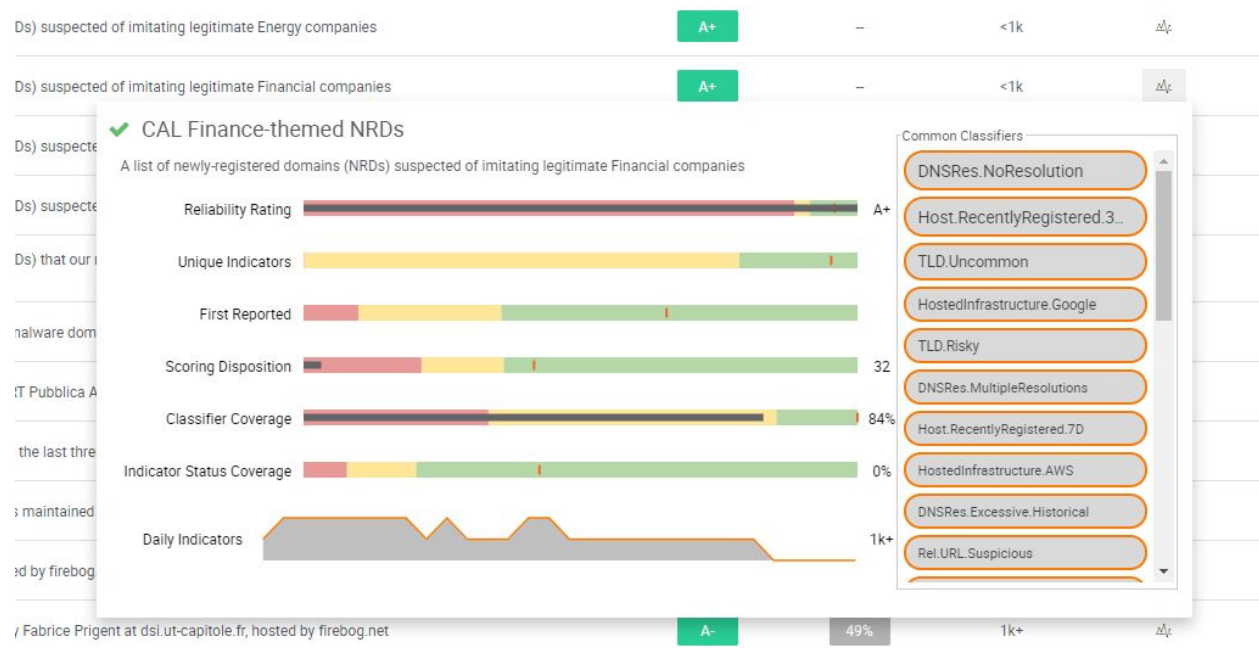 Ds) suspected of imitating legitimate Energy companies A+ -- <1k
Ds) suspected of imitating legitimate Financial companies A+ -- <1k
CAL Finance-themed NRDs
A list of newly-registered domains (NRDs) suspected of imitating legitimate Financial companies
Reliability Rating A+
Unique Indicators
First Reported
Scoring Disposition 32
Classifier Coverage 84%
Indicator Status Coverage 0%
Daily Indicators 1k+
Common Classifiers
DNSRes.NoResolution
Host.RecentlyRegistered.3...
TLD.Uncommon
HostedInfrastructure.Google
TLD.Risky
DNSRes.MultipleResolutions
Host.RecentlyRegistered.7D
HostedInfrastructure.AWS
DNSRes.Excessive.Historical
Rel.URL.Suspicious
Ds) suspecte
Ds) suspecte
Ds) that our
malware dom
RT Pubblica A
the last thre
s maintained
ed by firebog
y Fabrice Prigent at dsi.ut-capitole.fr, hosted by firebog.net A- 49% 1k+